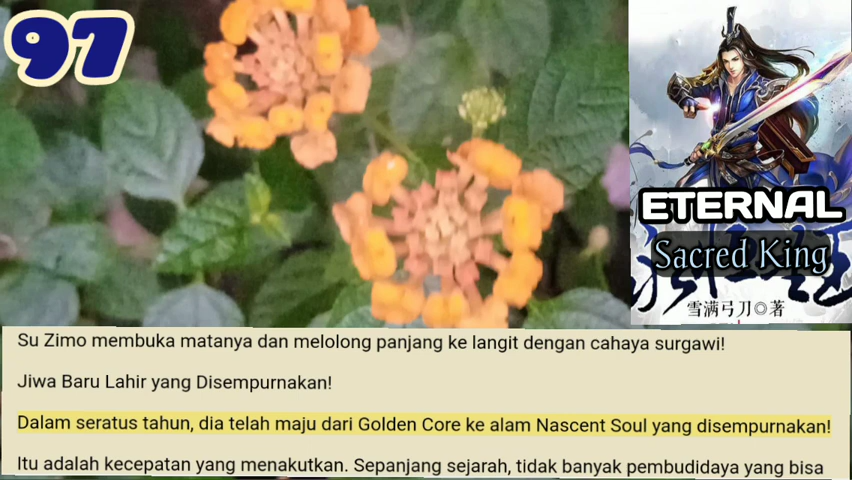 97
ETERNAL
Sacred King
雪满弓刀◎著
Su Zimo membuka matanya dan melolong panjang ke langit dengan cahaya surgawi!
Jiwa Baru Lahir yang Disempurnakan!
Dalam seratus tahun, dia telah maju dari Golden Core ke alam Nascent Soul yang disempurnakan!
Itu adalah kecepatan yang menakutkan. Sepanjang sejarah, tidak banyak pembudidaya yang bisa